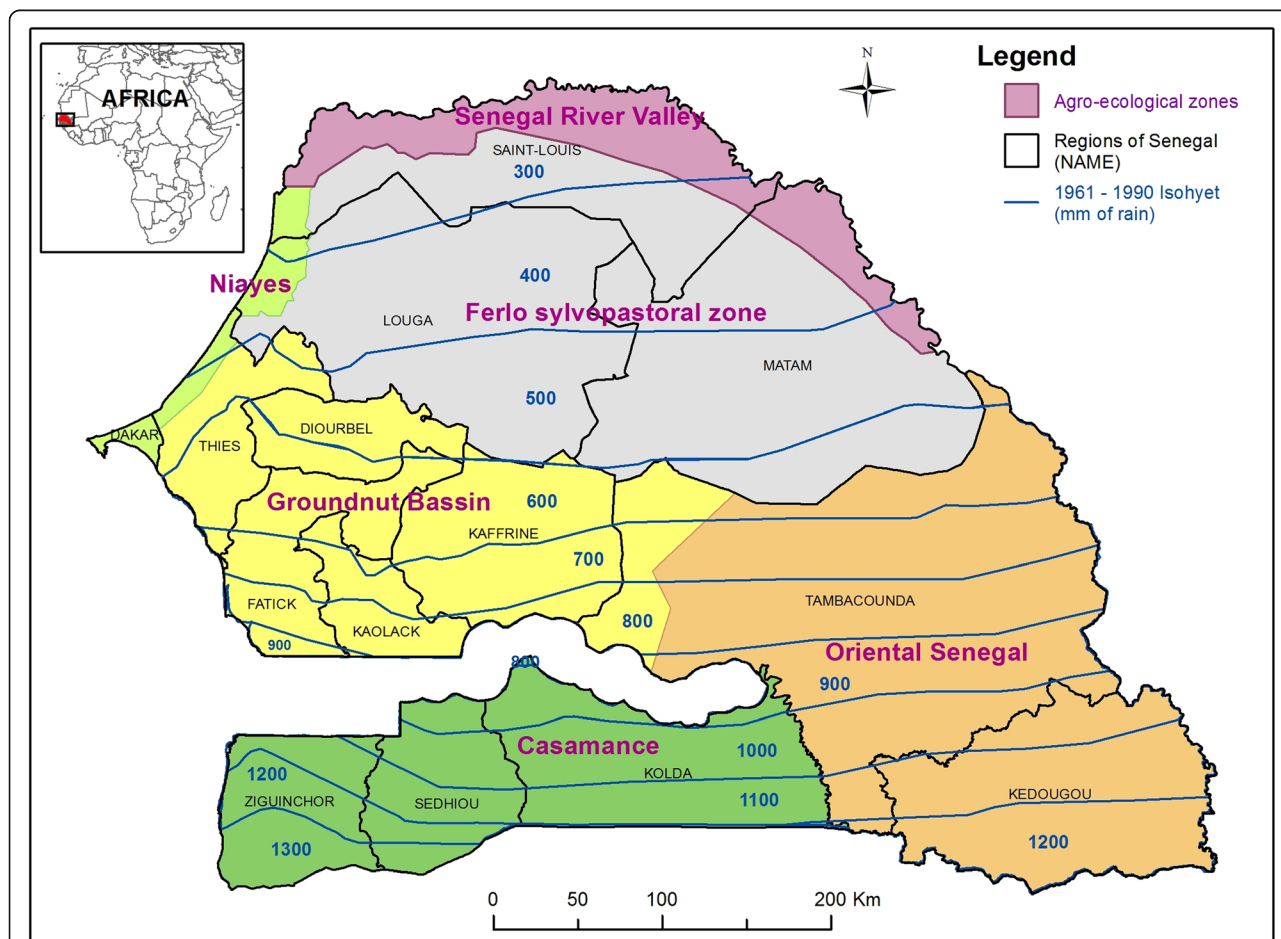 AFRICA
N
Legend
Agro-ecological zones
Regions of Senegal
(NAME)
1961 - 1990 Isohyet
(mm of rain)
Senegal River Valley
SAINT-LOUIS
300
Niayes
400
Ferlo sylvopastoral zone
LOUGA
MATAM
500
DAKAR
THIES
DIOURBEL
Groundnut Bassin
600
KAFFRINE
700
FATICK
KAOLACK
800
TAMBACOUNDA
900
Oriental Senegal
800
900
Casamance
1000
1200
KOLDA
ZIGUINCHOR
SEDHIOU
1100
KEDOUGOU
1300
1200
0 50 100 200 Km